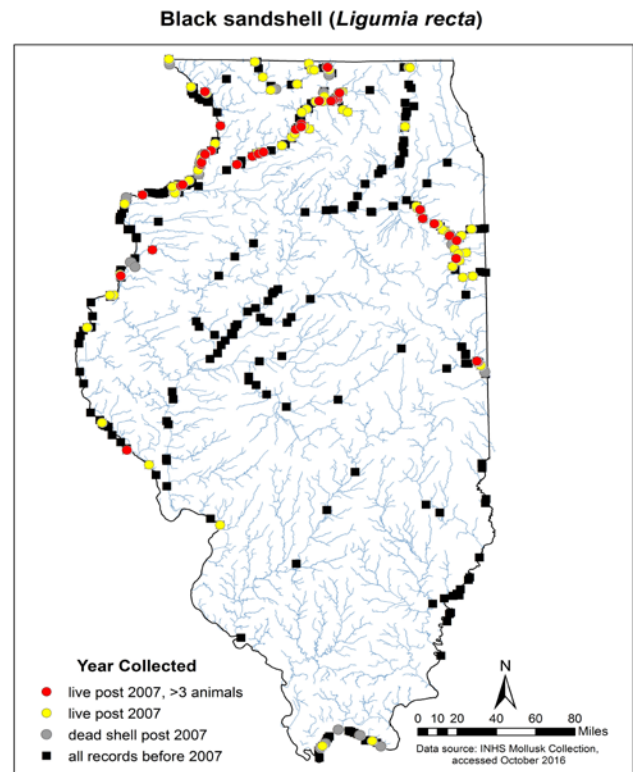 Black sandshell (Ligumia recta)
Year Collected
live post 2007, >3 animals
live post 2007
dead shell post 2007
all records before 2007
N
0 10 20 40 60 80
Miles
Data source: INHS Mollusk Collection,
accessed October 2016